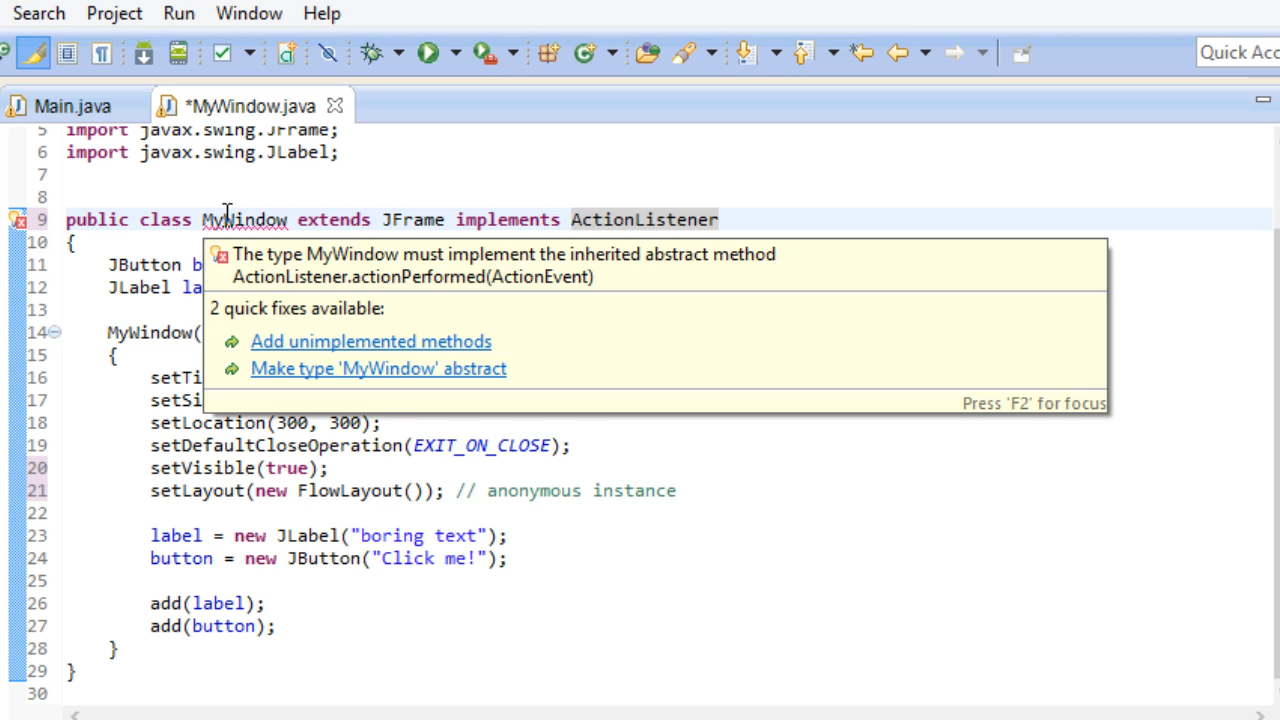 Search Project Run Window Help
Quick Acc
Main.java *MyWindow.java
5 import javax.swing.JFrame;
6 import javax.swing.JLabel;
7
8
9 public class MyWindow extends JFrame implements ActionListener
10 {
11 JButton b
12 JLabel la
13
14 MyWindow(
15 {
16 setTi
17 setSi
The type MyWindow must implement the inherited abstract method
ActionListener.actionPerformed(ActionEvent)
2 quick fixes available:
Add unimplemented methods
Make type 'MyWindow' abstract
Press 'F2' for focus
18 setLocation(300, 300);
19 setDefaultCloseOperation(EXIT_ON_CLOSE);
20 setVisible(true);
21 setLayout(new FlowLayout()); // anonymous instance
22
23 label = new JLabel("boring text");
24 button = new JButton("Click me!");
25
26 add(label);
27 add(button);
28 }
29 }
30